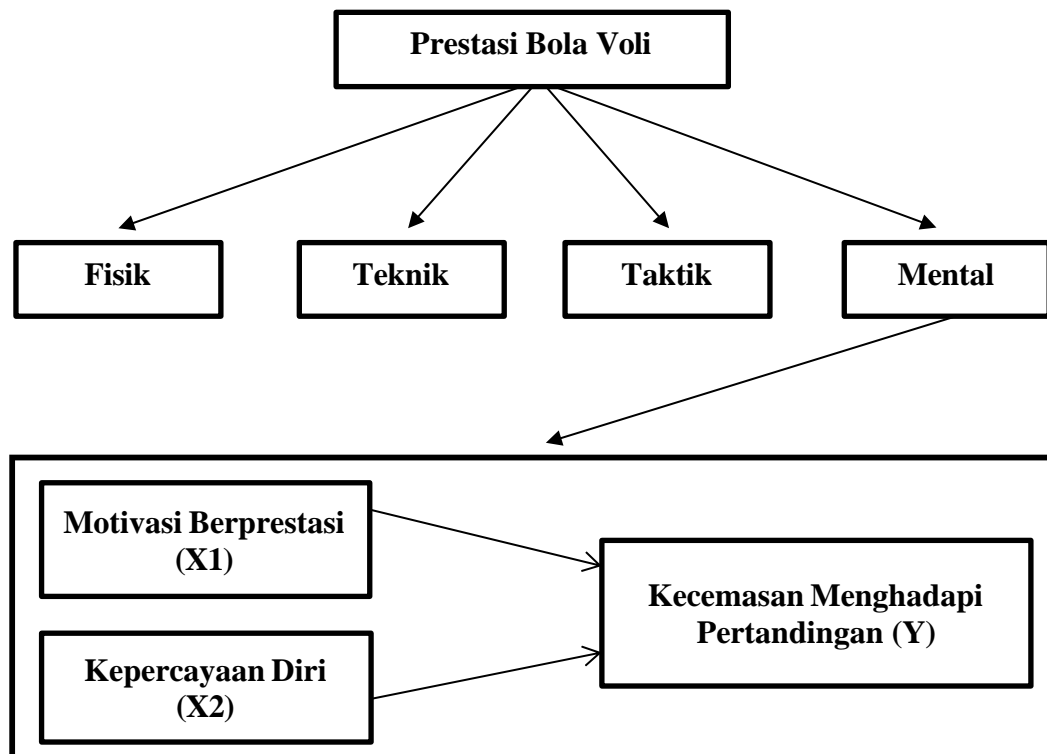 Prestasi Bola Voli
Fisik
Teknik
Taktik
Mental
Motivasi Berprestasi
(X1)
Kecemasan Menghadapi
Pertandingan (Y)
Kepercayaan Diri
(X2)